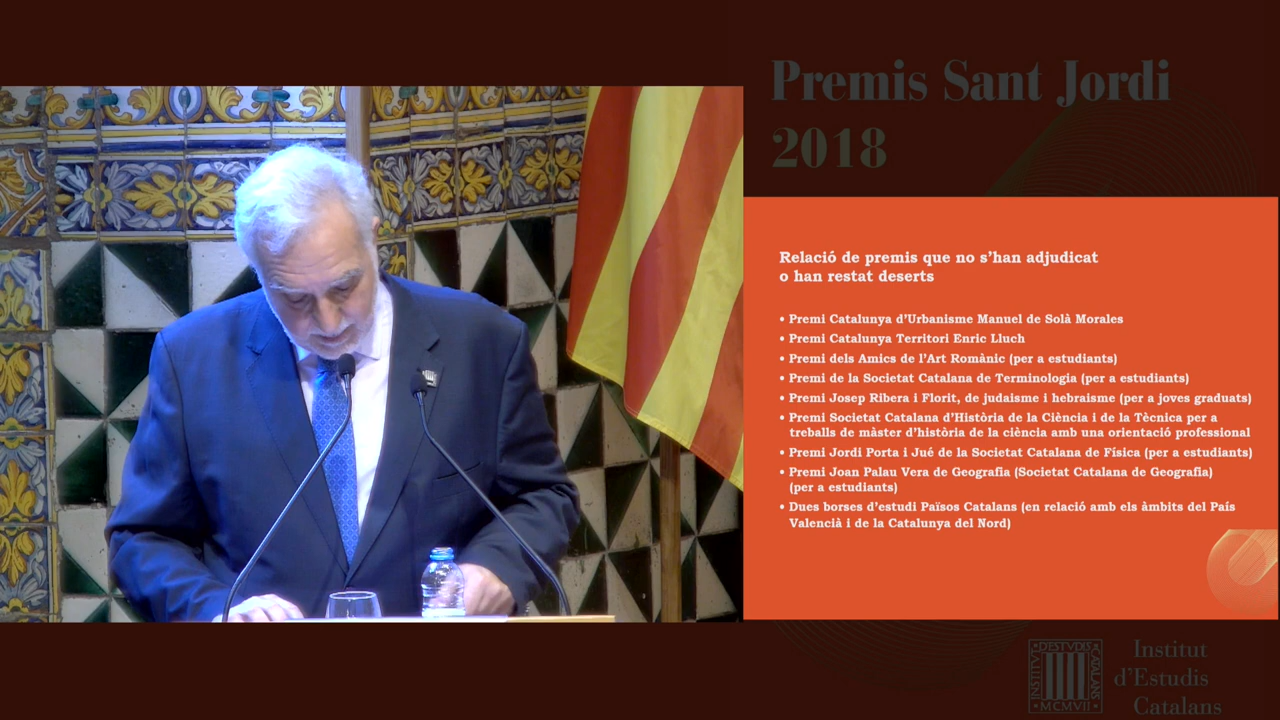 Premis Sant Jordi
2018
Relació de premis que no s’han adjudicat
o han restat deserts
• Premi Catalunya d’Urbanisme Manuel de Solà Morales
• Premi Catalunya Territori Enric Lluch
• Premi dels Amics de l’Art Romànic (per a estudiants)
• Premi de la Societat Catalana de Terminologia (per a estudiants)
• Premi Josep Ribera i Florit, de judaisme i hebraisme (per a joves graduats)
• Premi Societat Catalana d’Història de la Ciència i de la Tècnica per a
treballs de màster d’història de la ciència amb una orientació professional
• Premi Jordi Porta i Jué de la Societat Catalana de Física (per a estudiants)
• Premi Joan Palau Vera de Geografia (Societat Catalana de Geografia)
(per a estudiants)
• Dues borses d’estudi Països Catalans (en relació amb els àmbits del País
Valencià i de la Catalunya del Nord)
INSTITUT
D'ESTUDIS
CATALANS
MCMVII
Institut
d’Estudis
Catalans